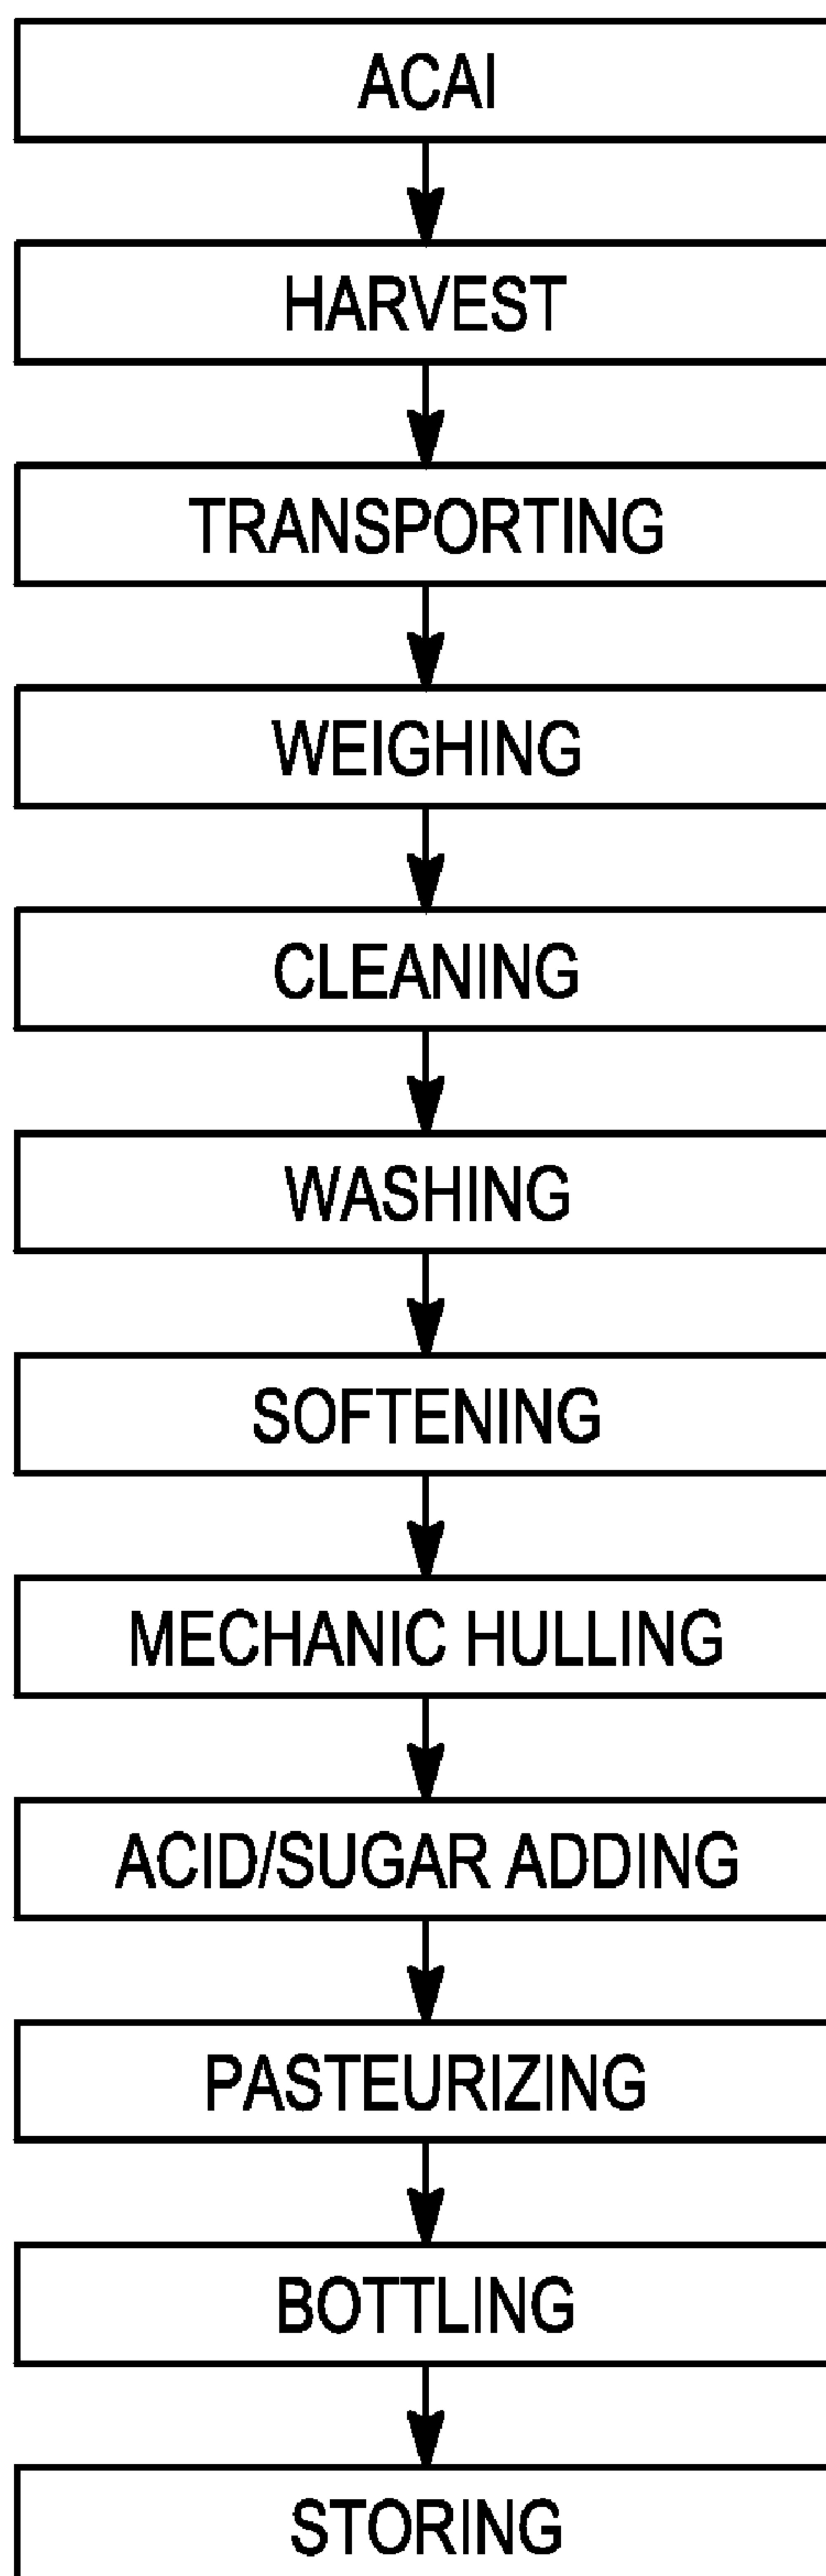 ACAI
HARVEST
TRANSPORTING
WEIGHING
CLEANING
WASHING
SOFTENING
MECHANIC HULLING
ACID/SUGAR ADDING
PASTEURIZING
BOTTLING
STORING